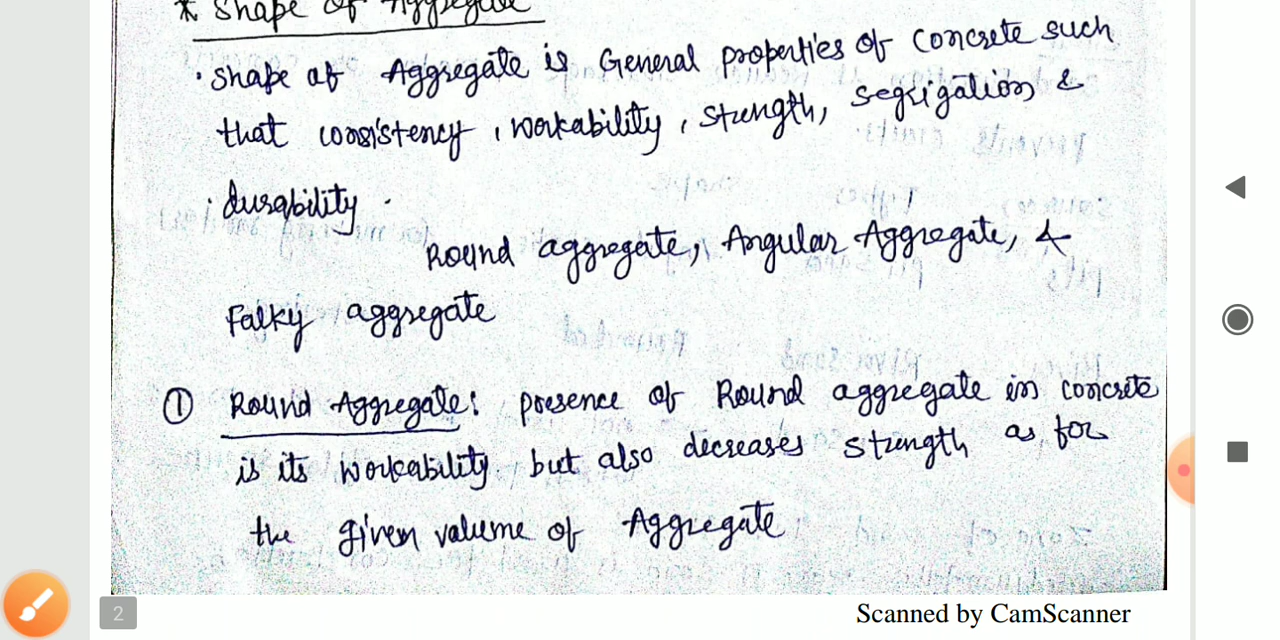 * Shape of Aggregate
· Shape of Aggregate is General properties of Concrete such
that consistency, workability, strength, segrigation &
· durability.
Round aggregate, Angular Aggregate, &
Falky aggregate
① Round Aggregate: presence of Round aggregate in concrete
is its workability, but also decreases strength as for
the given valume of Aggregate
2
Scanned by CamScanner